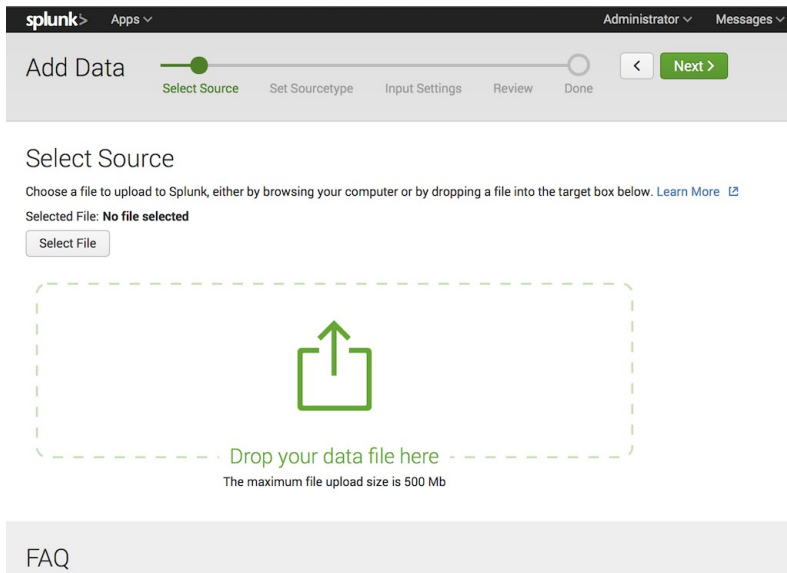 splunk> Apps Administrator Messages
Add Data
Select Source Set Sourcetype Input Settings Review Done
< Next >
Select Source
Choose a file to upload to Splunk, either by browsing your computer or by dropping a file into the target box below. Learn More
Selected File: No file selected
Select File
Drop your data file here
The maximum file upload size is 500 Mb
FAQ